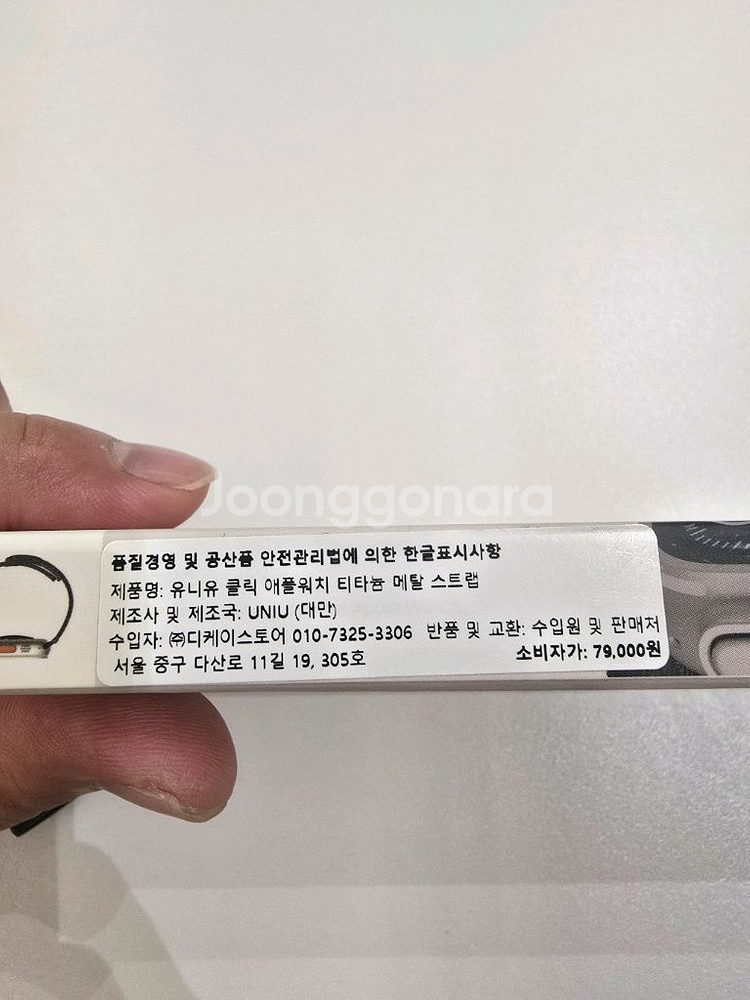 Joonggonara
품질경영 및 공산품 안전관리법에 의한 한글표시사항
제품명: 유니유 클릭 애플워치 티타늄 메탈 스트랩
제조사 및 제조국: UNIU (대만)
수입자: ㈜디케이스토어 010-7325-3306 반품 및 교환: 수입원 및 판매처
서울 중구 다산로 11길 19, 305호 소비자가: 79,000원